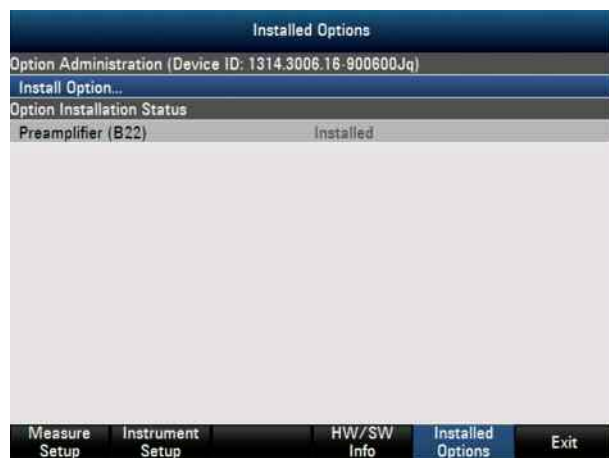 Installed Options
Option Administration (Device ID: 1314.3006.16-900600Jq)
Install Option...
Option Installation Status
Preamplifier (B22) Installed
Measure Setup Instrument Setup HW/SW Info Installed Options Exit